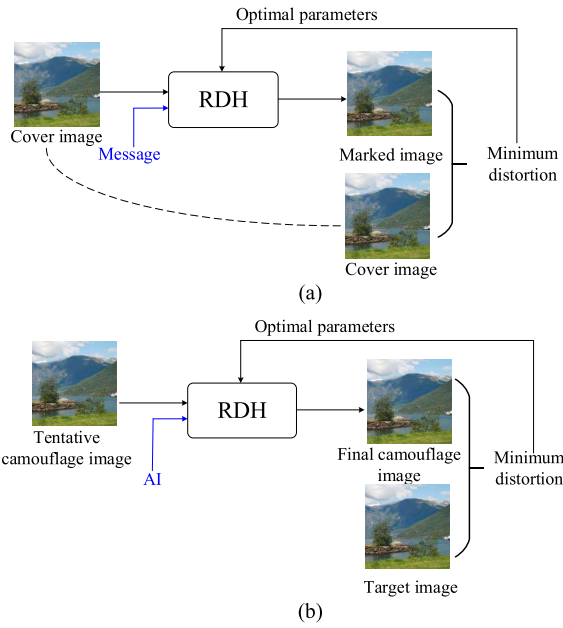 Optimal parameters
RDH
Cover image
Message
Marked image
Minimum
distortion
Cover image
(a)
Optimal parameters
RDH
Tentative
camouflage image
AI
Final camouflage
image
Minimum
distortion
Target image
(b)